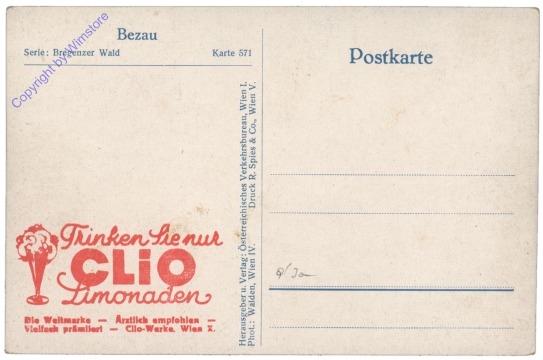 Bezau
Serie: Bregenzer Wald Karte 571
Copyright by Wimstore
Postkarte
Herausgeber u. Verlag: Österreichisches Verkehrsbureau, Wien I.
Phot.: Walden, Wien IV. Druck R. Spies & Co., Wien V.
Trinken Sie nur
CLIO
Limonaden
Die Weltmarke — Ärztlich empfohlen —
Vielfach prämiiert — Clio-Werke, Wien X.